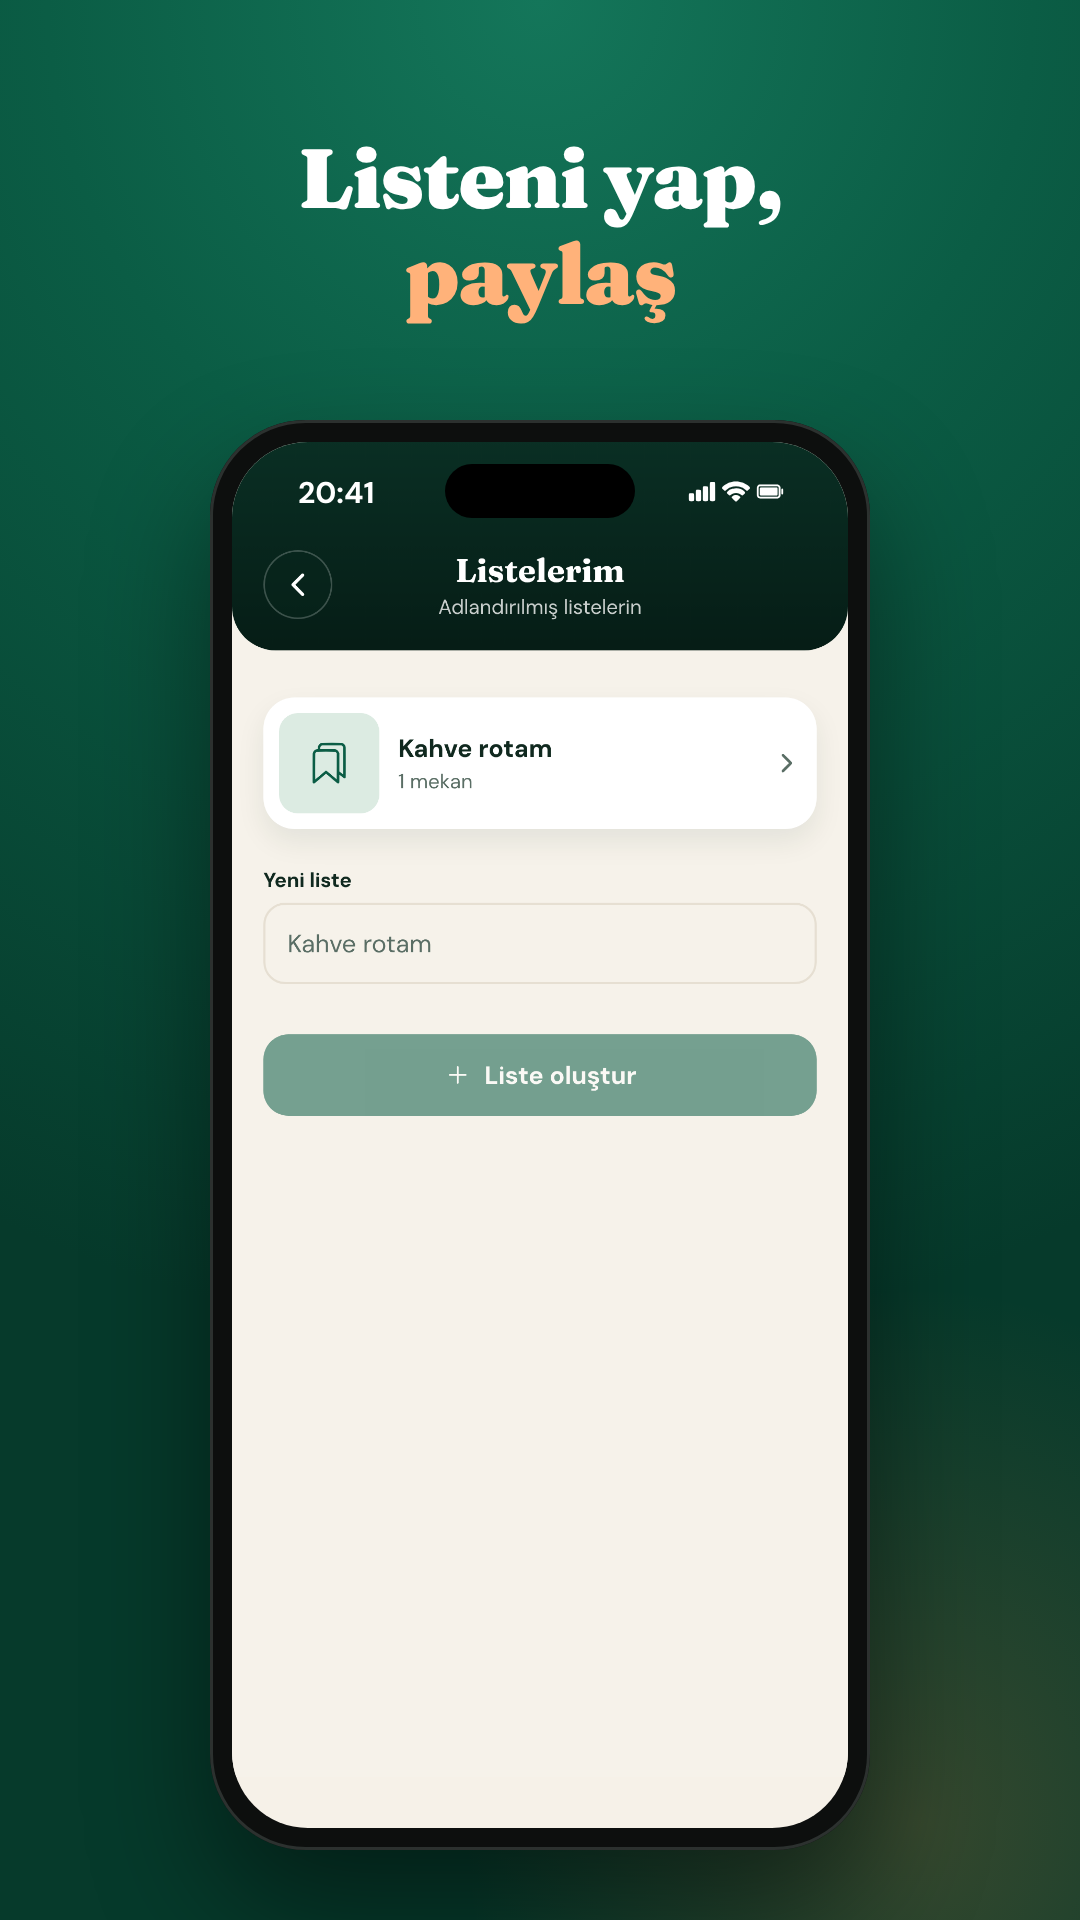 Listeni yap,
paylaş
20:41
Listelerim
Adlandırılmış listelerin
Kahve rotam
1 mekan
Yeni liste
Kahve rotam
Liste oluştur